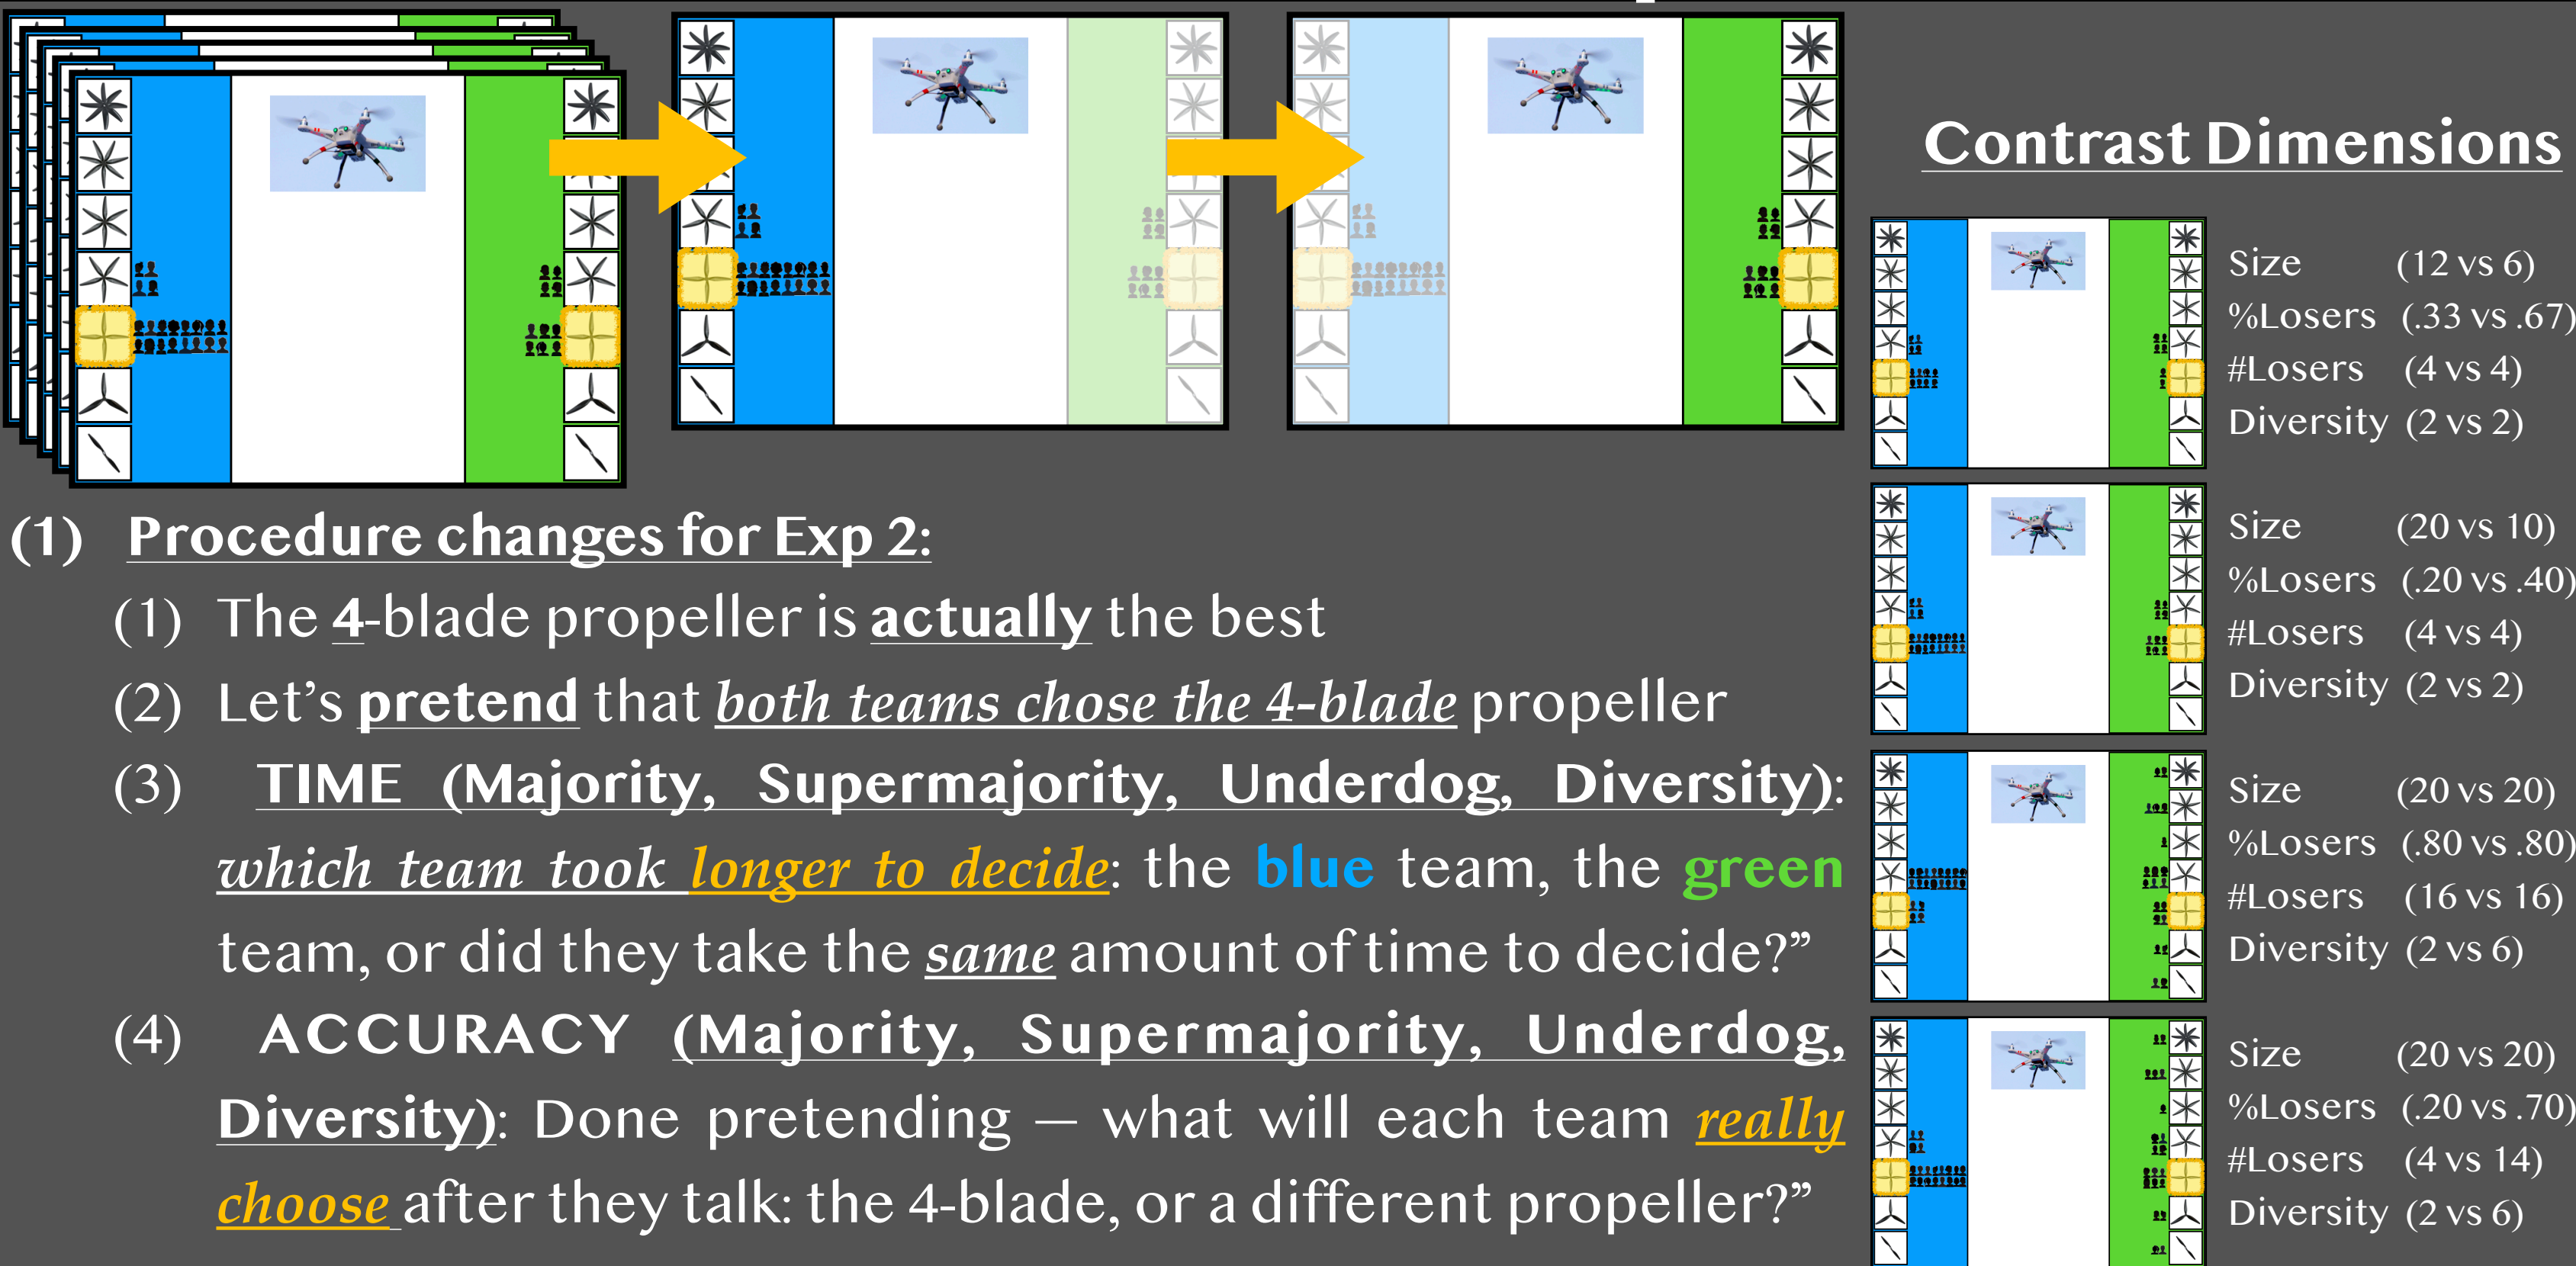 (1) Procedure changes for Exp 2:
(1) The 4-blade propeller is actually the best
(2) Let's pretend that both teams chose the 4-blade propeller
(3) TIME (Majority, Supermajority, Underdog, Diversity):
which team took longer to decide: the blue team, the green
team, or did they take the same amount of time to decide?”
(4) ACCURACY (Majority, Supermajority, Underdog,
Diversity): Done pretending — what will each team really
choose after they talk: the 4-blade, or a different propeller?”
Contrast Dimensions
Size (12 vs 6)
%Losers (.33 vs .67)
#Losers (4 vs 4)
Diversity (2 vs 2)
Size (20 vs 10)
%Losers (.20 vs .40)
#Losers (4 vs 4)
Diversity (2 vs 2)
Size (20 vs 20)
%Losers (.80 vs .80)
#Losers (16 vs 16)
Diversity (2 vs 6)
Size (20 vs 20)
%Losers (.20 vs .70)
#Losers (4 vs 14)
Diversity (2 vs 6)